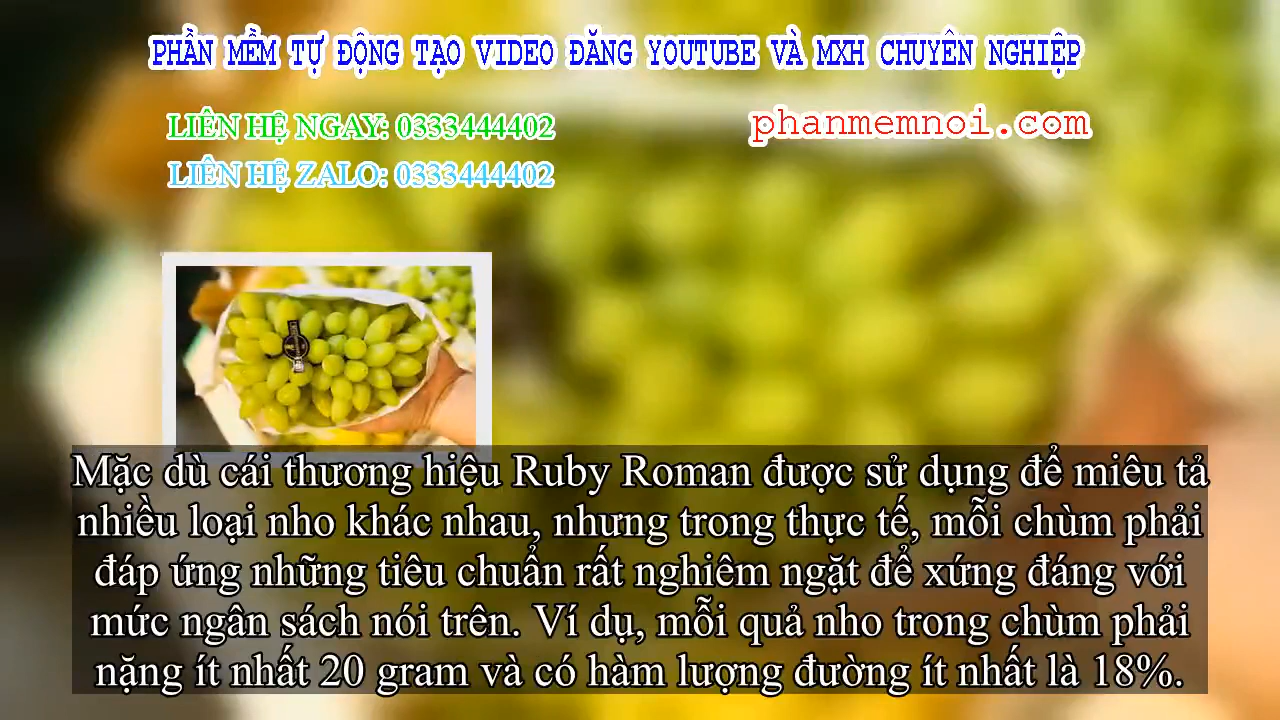 PHẦN MỀM TỰ ĐỘNG TẠO VIDEO ĐĂNG YOUTUBE VÀ MXH CHUYÊN NGHIỆP
LIÊN HỆ NGAY: 0333444402
phanmemnoi.com
LIÊN HỆ ZALO: 0333444402
Mặc dù cái thương hiệu Ruby Roman được sử dụng để miêu tả
nhiều loại nho khác nhau, nhưng trong thực tế, mỗi chùm phải
đáp ứng những tiêu chuẩn rất nghiêm ngặt để xứng đáng với
mức ngân sách nói trên. Ví dụ, mỗi quả nho trong chùm phải
nặng ít nhất 20 gram và có hàm lượng đường ít nhất là 18%.